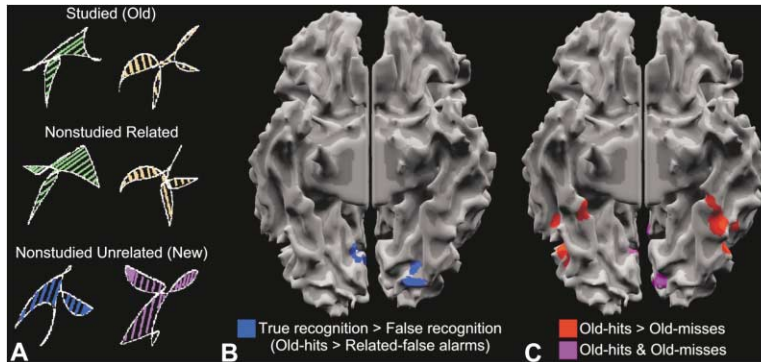 Studied (Old)
Nonstudied Related
Nonstudied Unrelated (New)
A
B
True recognition > False recognition
(Old-hits > Related-false alarms)
C
Old-hits > Old-misses
Old-hits & Old-misses